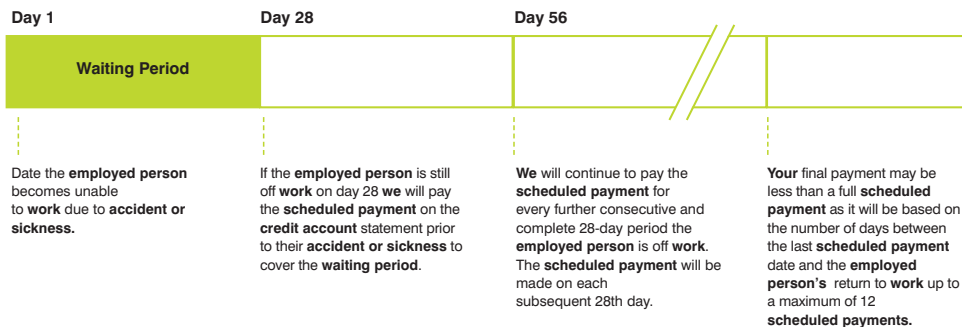 Day 1
Day 28
Day 56
Waiting Period
Date the employed person
becomes unable
to work due to accident or
sickness.
If the employed person is still
off work on day 28 we will pay
the scheduled payment on the
credit account statement prior
to their accident or sickness to
cover the waiting period.
We will continue to pay the
scheduled payment for
every further consecutive and
complete 28-day period the
employed person is off work.
The scheduled payment will be
made on each
subsequent 28th day.
Your final payment may be
less than a full scheduled
payment as it will be based on
the number of days between
the last scheduled payment
date and the employed
person's return to work up to
a maximum of 12
scheduled payments.